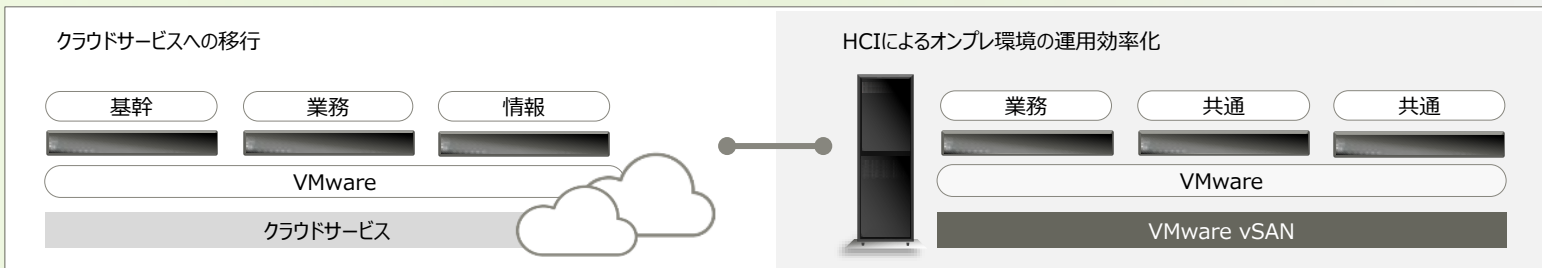 クラウドサービスへの移行
基幹
業務
情報
VMware
クラウドサービス
HCIによるオンプレ環境の運用効率化
業務
共通
共通
VMware
VMware vSAN